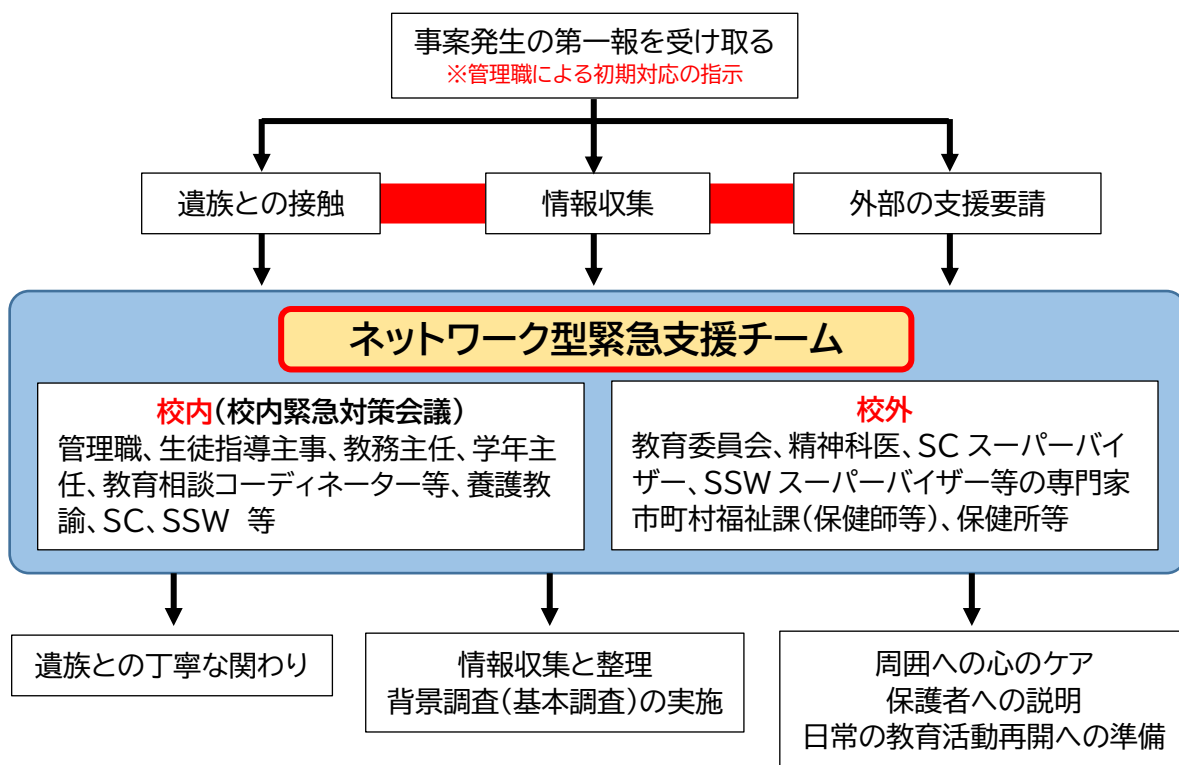 事案発生の第一報を受け取る
※管理職による初期対応の指示
遺族との接触
情報収集
外部の支援要請
ネットワーク型緊急支援チーム
校内(校内緊急対策会議)
管理職、生徒指導主事、教務主任、学年主
任、教育相談コーディネーター等、養護教
諭、SC、SSW 等
校外
教育委員会、精神科医、SC スーパーバイ
ザー、SSW スーパーバイザー等の専門家
市町村福祉課(保健師等)、保健所等
遺族との丁寧な関わり
情報収集と整理
背景調査(基本調査)の実施
周囲への心のケア
保護者への説明
日常の教育活動再開への準備